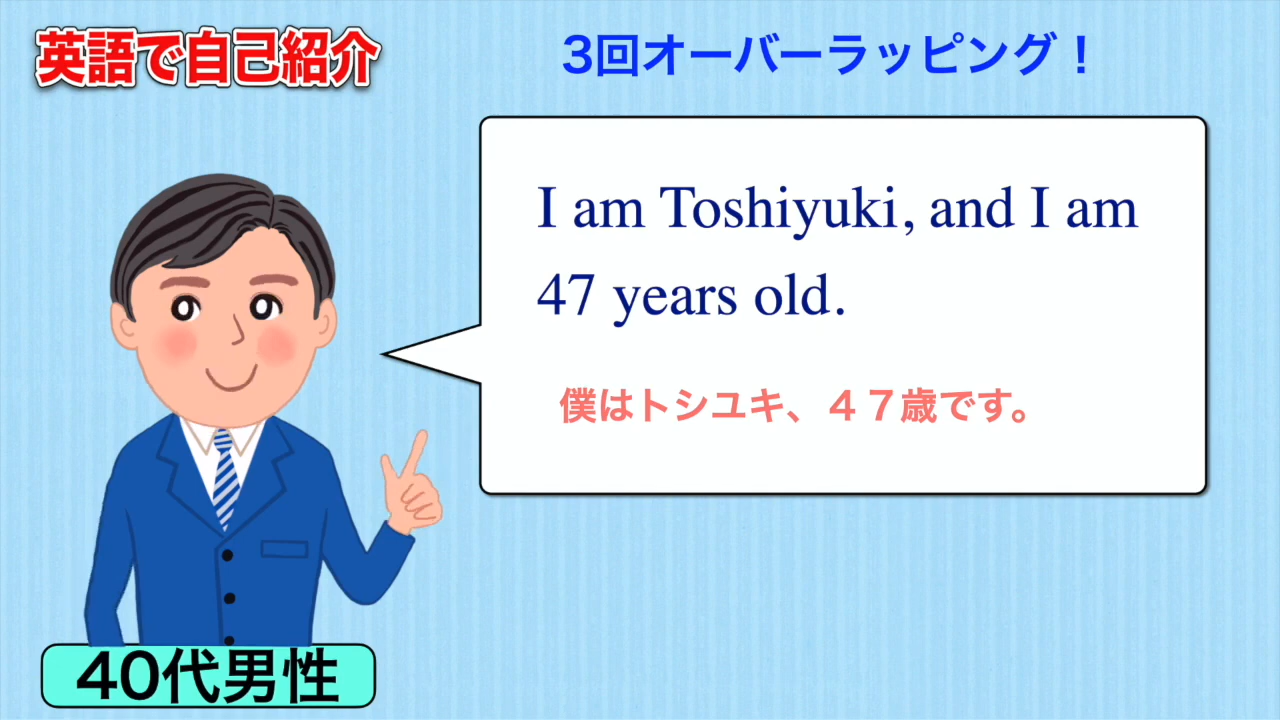 英語で自己紹介
3回オーバーラッピング！
I am Toshiyuki, and I am
47 years old.
僕はトシユキ、４７歳です。
40代男性